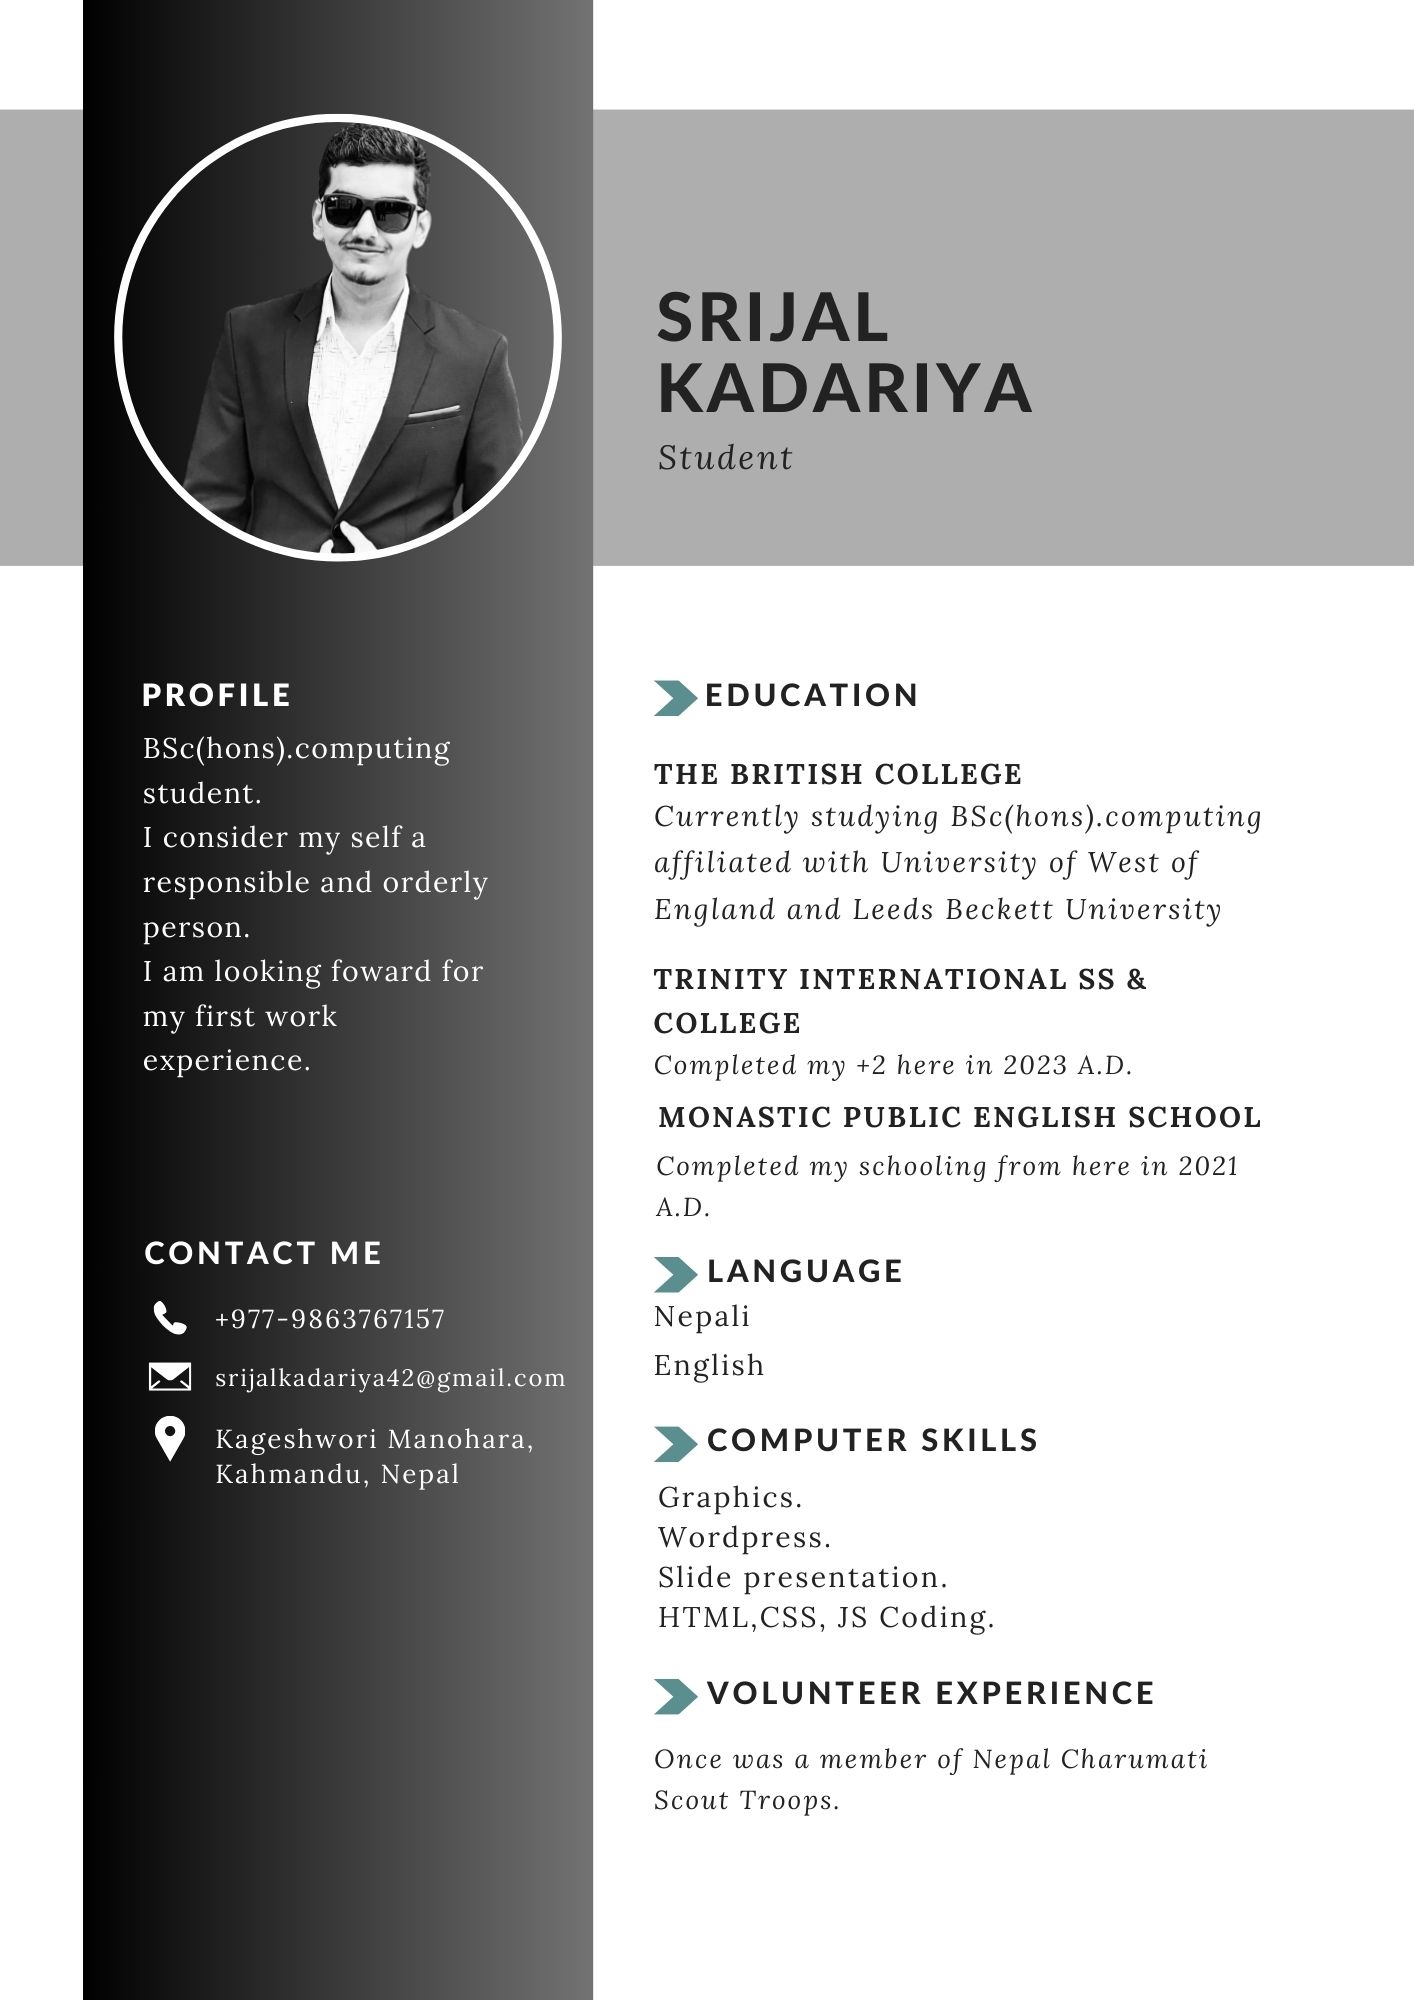 SRIJAL
KADARIYA
Student
PROFILE
BSc(hons).computing
student.
I consider my self a
responsible and orderly
person.
I am looking foward for
my first work
experience.
CONTACT ME
+977-9863767157
srijalkadariya42@gmail.com
Kageshwori Manohara,
Kahmandu, Nepal
EDUCATION
THE BRITISH COLLEGE
Currently studying BSc(hons).computing
affiliated with University of West of
England and Leeds Beckett University
TRINITY INTERNATIONAL SS &
COLLEGE
Completed my +2 here in 2023 A.D.
MONASTIC PUBLIC ENGLISH SCHOOL
Completed my schooling from here in 2021
A.D.
LANGUAGE
Nepali
English
COMPUTER SKILLS
Graphics.
Wordpress.
Slide presentation.
HTML,CSS, JS Coding.
VOLUNTEER EXPERIENCE
Once was a member of Nepal Charumati
Scout Troops.